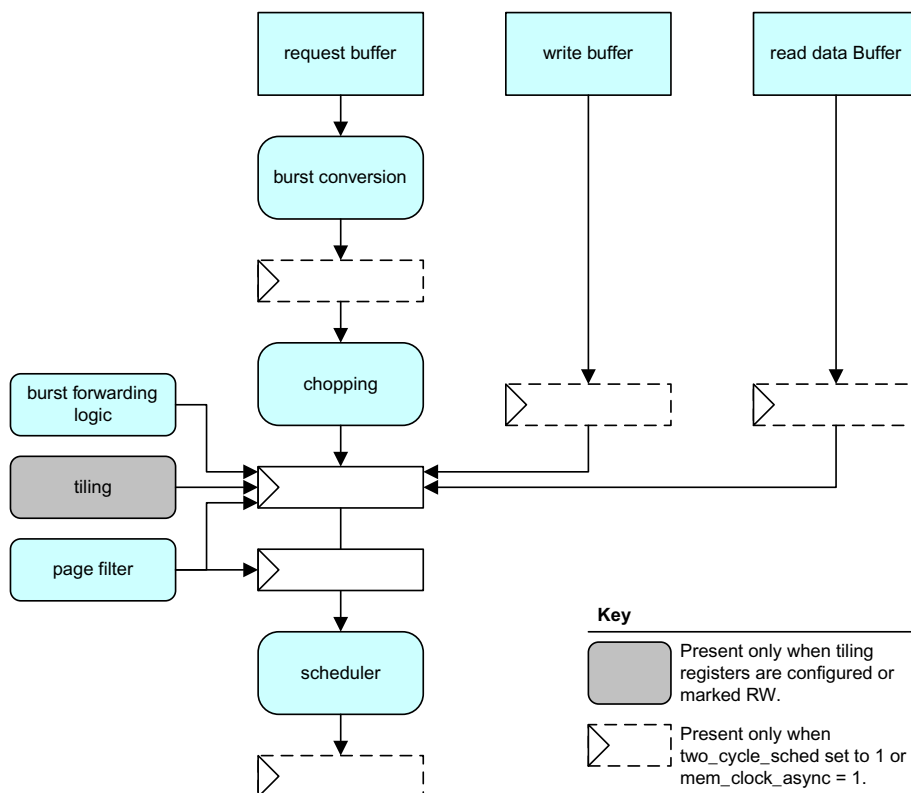 request buffer
write buffer
read data Buffer
burst conversion
chopping
burst forwarding
logic
tiling
page filter
scheduler
Key
Present only when tiling
registers are configured or
marked RW.
Present only when
two_cycle_sched set to 1 or
mem_clock_async = 1.